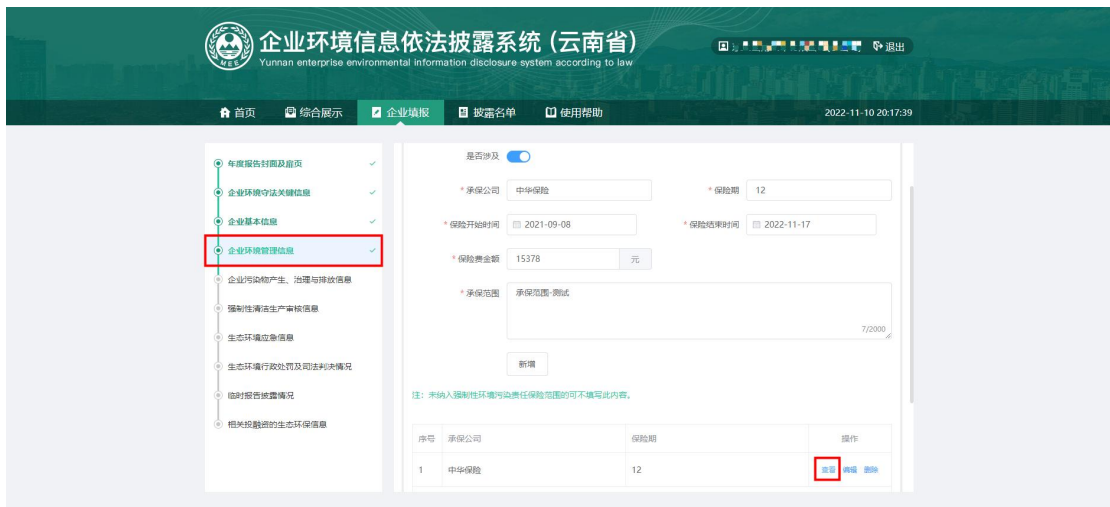 企业环境信息依法披露系统 (云南省)
Yunnan enterprise environmental information disclosure system according to law
MEE
退出
首页 综合展示 企业填报 披露名单 使用帮助 2022-11-10 20:17:39
年度报告封面及扉页
企业环境守法关键信息
企业基本信息
企业环境管理信息
企业污染物产生、治理与排放信息
强制性清洁生产审核信息
生态环境应急信息
生态环境行政处罚及司法判决情况
临时报告披露情况
相关投融资的生态环保信息
是否涉及
* 承保公司 中华保险 * 保险期 12
* 保险开始时间 2021-09-08 * 保险结束时间 2022-11-17
* 保险费金额 15378 元
* 承保范围 承保范围-测试
7/2000
新增
注：未纳入强制性环境污染责任保险范围的可不填写此内容。
序号 承保公司 保险期 操作
1 中华保险 12 查看 编辑 删除